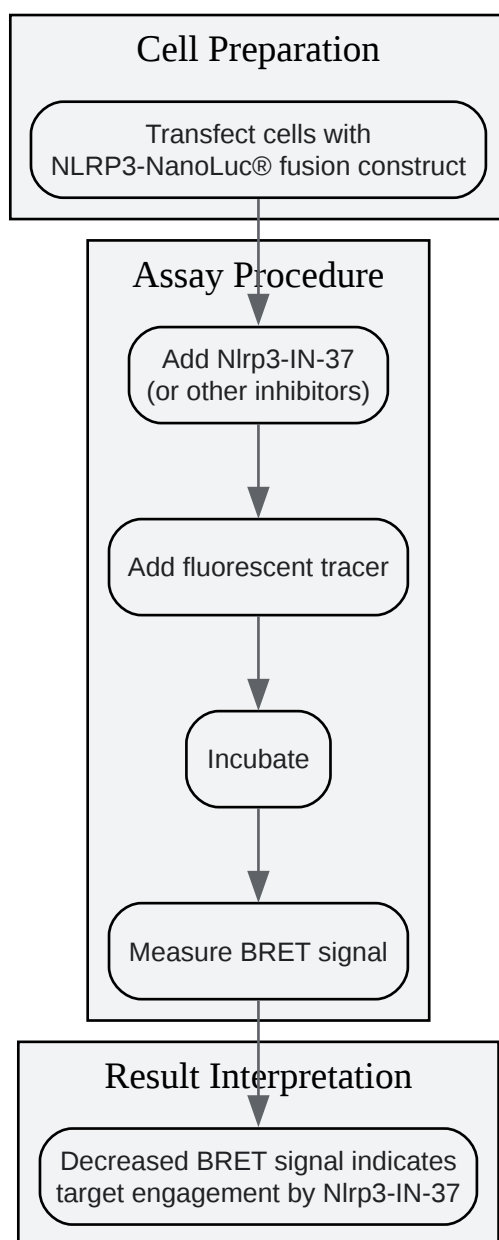 Cell Preparation
Transfect cells with
NLRP3-NanoLuc® fusion construct
Assay Procedure
Add Nlrp3-IN-37
(or other inhibitors)
Add fluorescent tracer
Incubate
Measure BRET signal
Result Interpretation
Decreased BRET signal indicates
target engagement by Nlrp3-IN-37